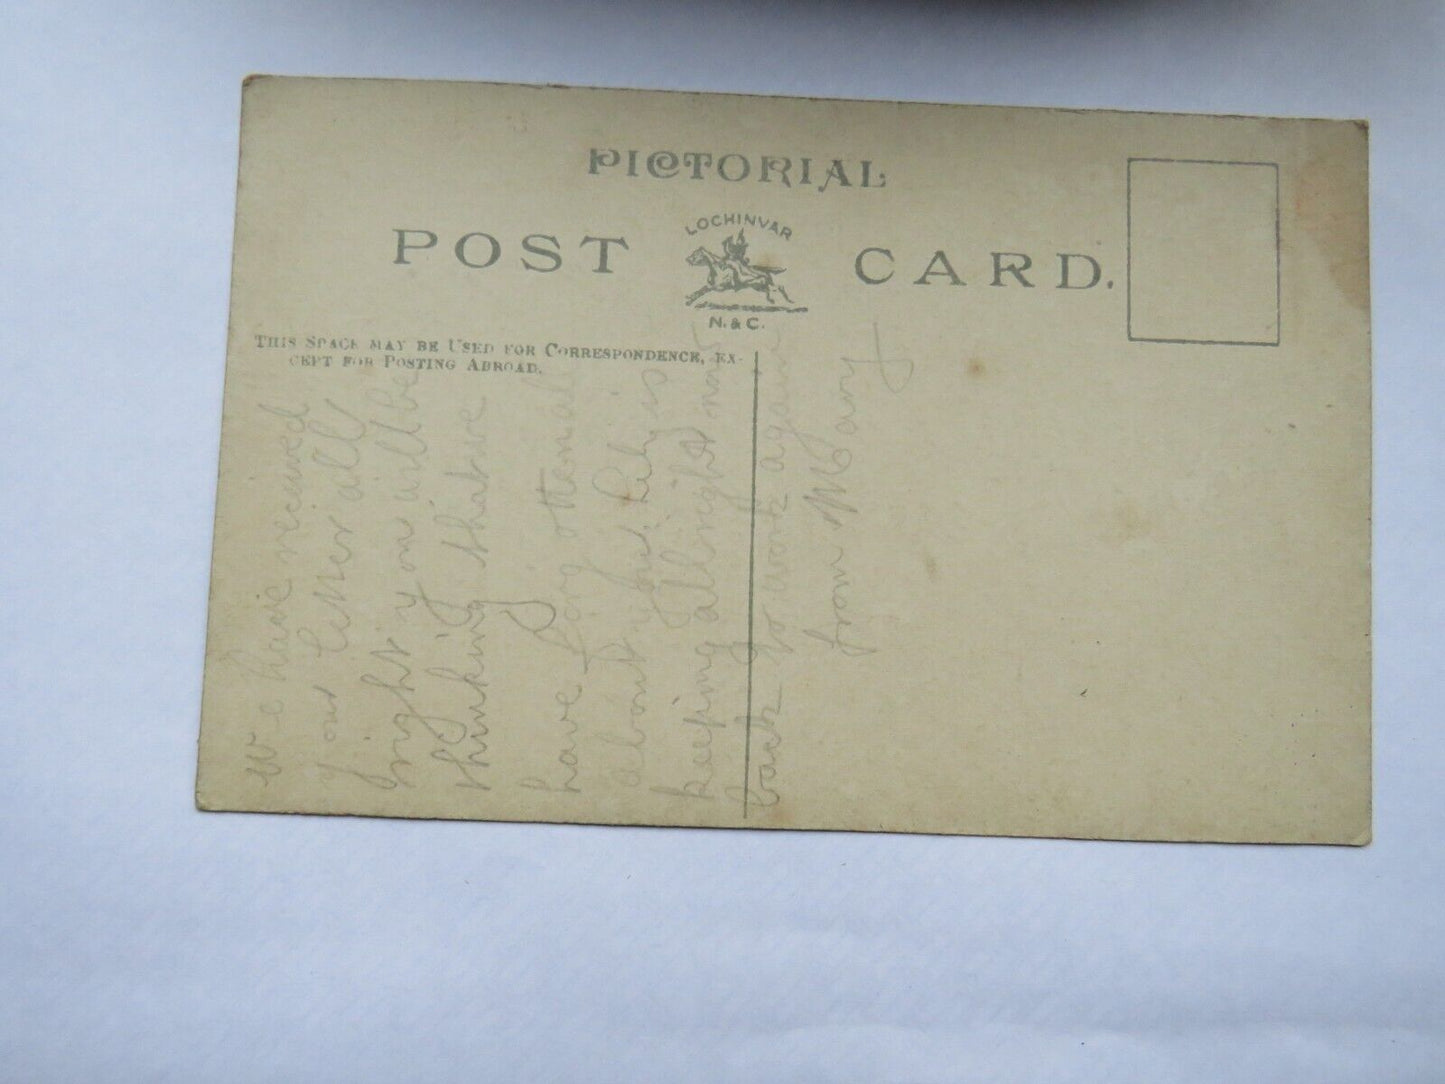 PICTORIAL
POST CARD.
LOCHINVAR
N. & C.
THIS SPACE MAY BE USED FOR CORRESPONDENCE, EX-
CEPT FOR POSTING ABROAD.
We have received
your letter all
right you will be
thinking that we
have forgotten all
about you Lily is
keeping allright now
back to work again
from Mary